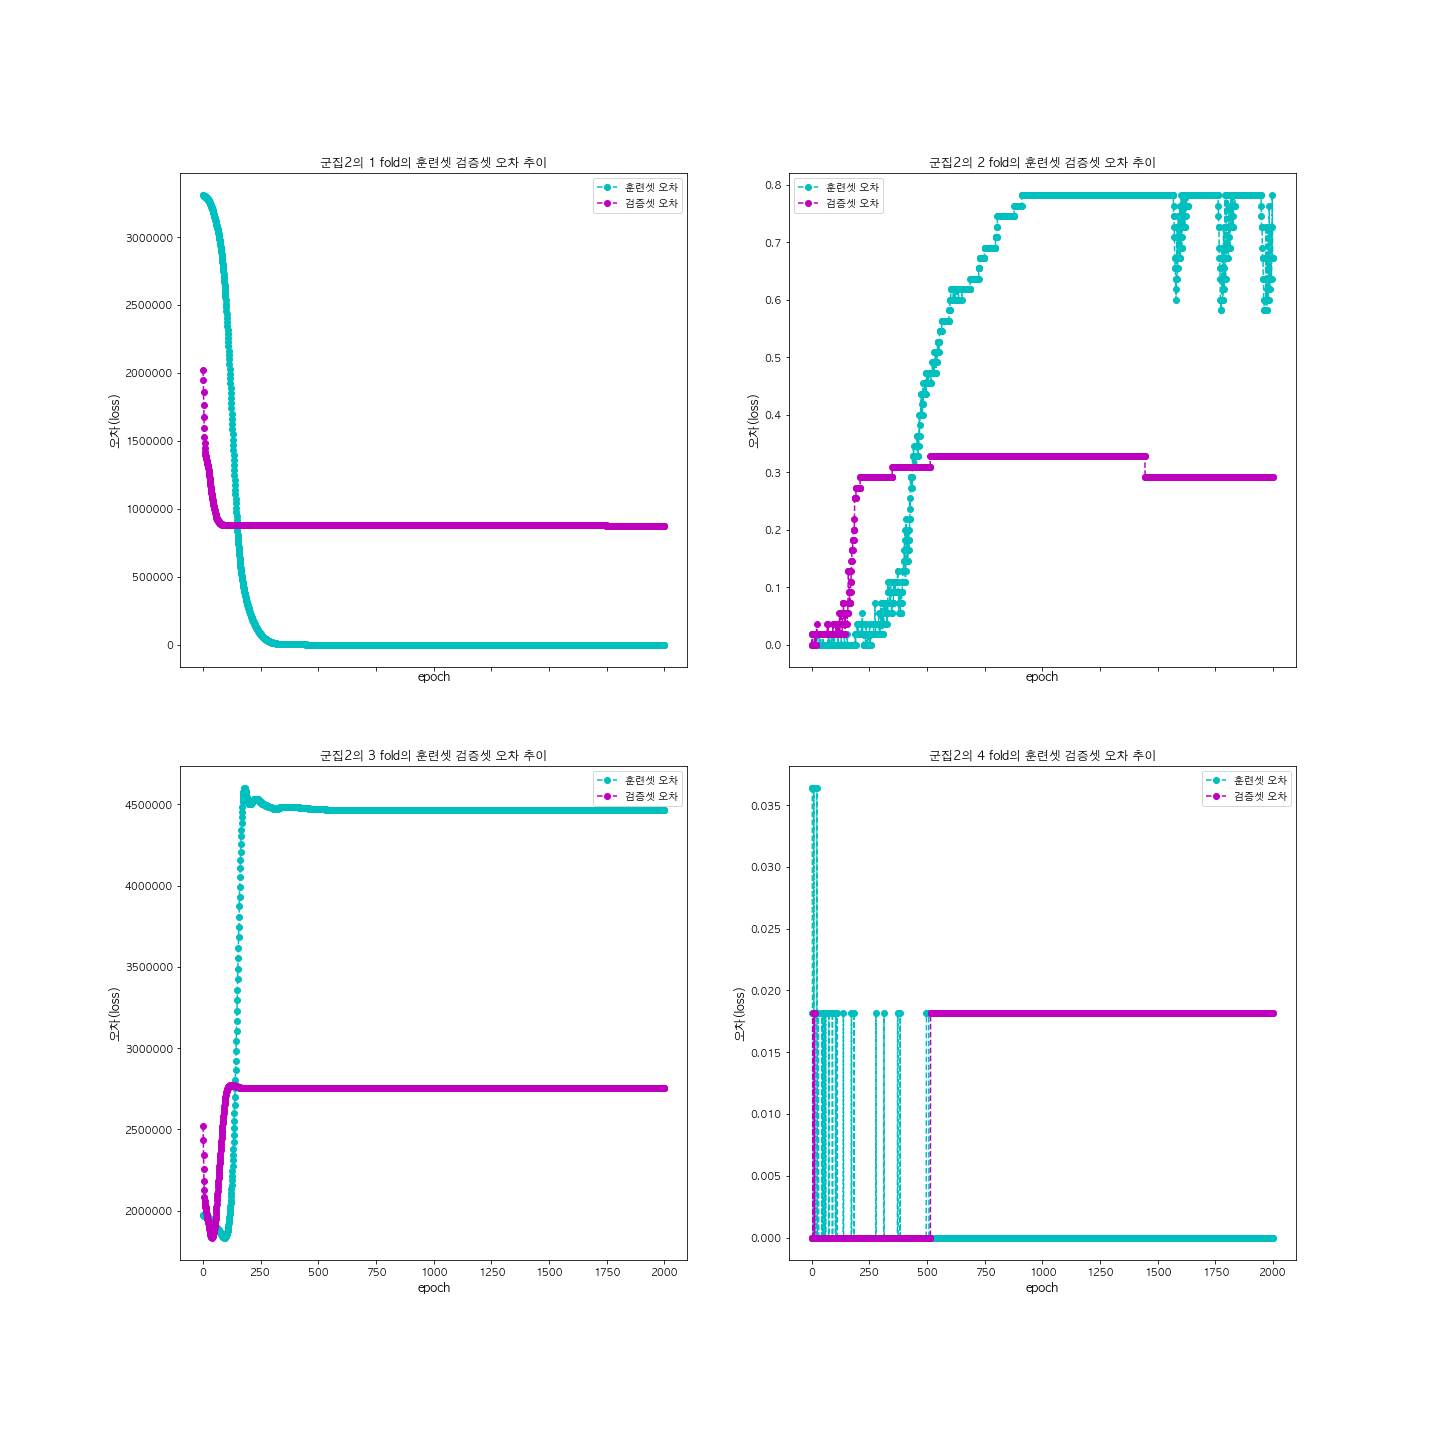 군집2의 1 fold의 훈련셋 검증셋 오차 추이
훈련셋 오차
검증셋 오차
3000000
2500000
2000000
1500000
1000000
500000
0
오차(loss)
epoch
군집2의 2 fold의 훈련셋 검증셋 오차 추이
훈련셋 오차
검증셋 오차
0.8
0.7
0.6
0.5
0.4
0.3
0.2
0.1
0.0
오차(loss)
epoch
군집2의 3 fold의 훈련셋 검증셋 오차 추이
훈련셋 오차
검증셋 오차
4500000
4000000
3500000
3000000
2500000
2000000
오차(loss)
0 250 500 750 1000 1250 1500 1750 2000
epoch
군집2의 4 fold의 훈련셋 검증셋 오차 추이
훈련셋 오차
검증셋 오차
0.035
0.030
0.025
0.020
0.015
0.010
0.005
0.000
오차(loss)
0 250 500 750 1000 1250 1500 1750 2000
epoch